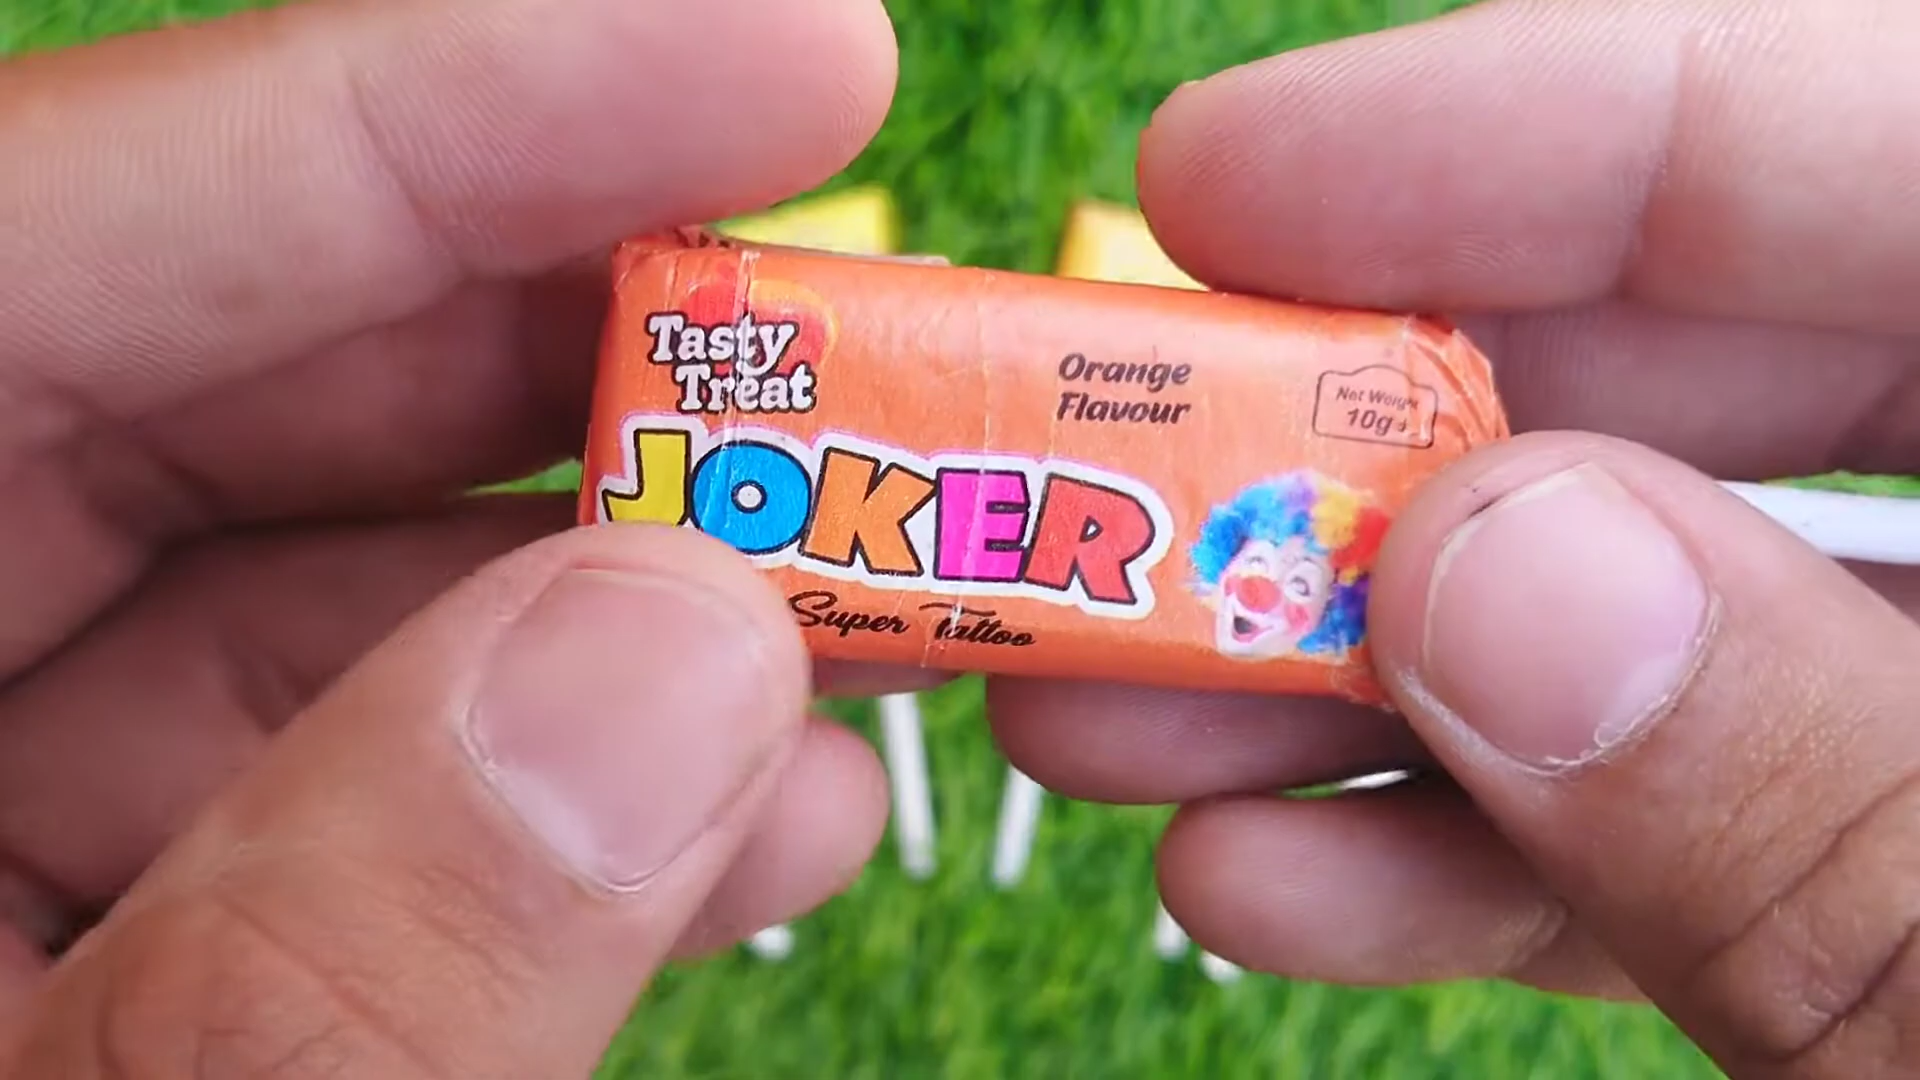 Tasty
Treat
Orange
Flavour
Net Weight
10g±
JOKER
Super Tattoo